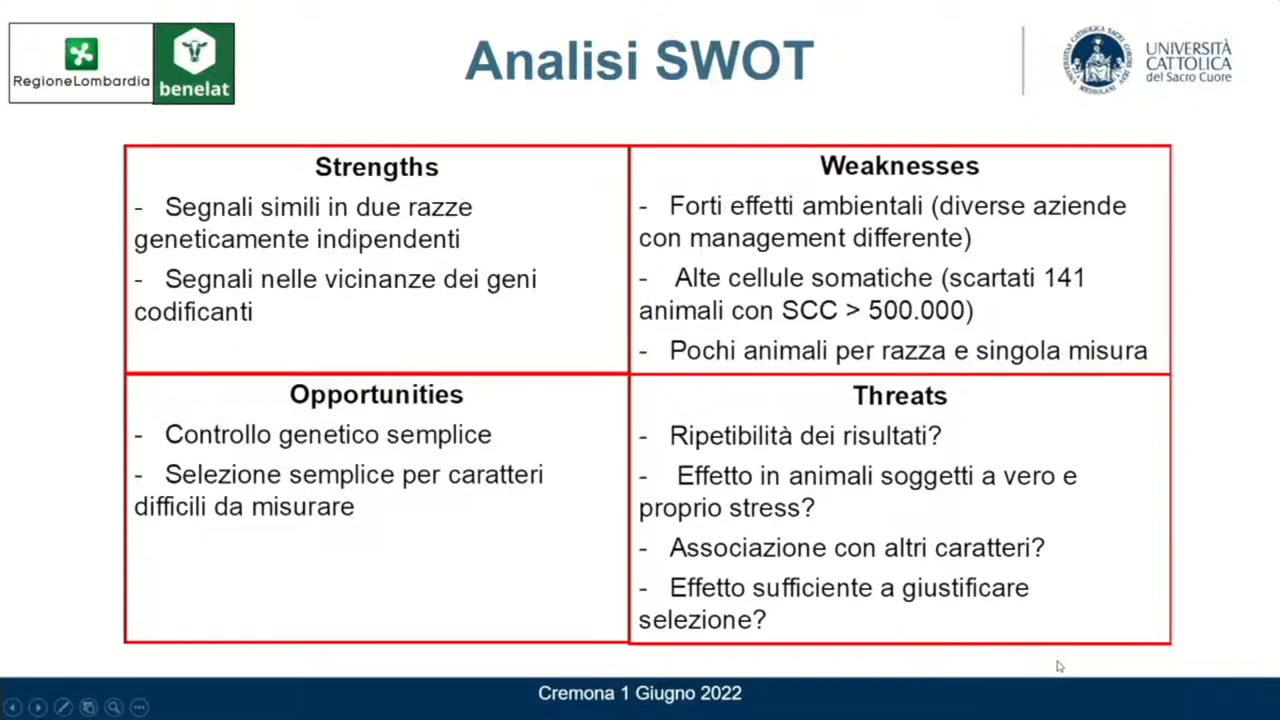 RegioneLombardia
benelat
Analisi SWOT
UNIVERSITÀ
CATTOLICA
del Sacro Cuore
Strengths
- Segnali simili in due razze
geneticamente indipendenti
- Segnali nelle vicinanze dei geni
codificanti
Weaknesses
- Forti effetti ambientali (diverse aziende
con management differente)
- Alte cellule somatiche (scartati 141
animali con SCC > 500.000)
- Pochi animali per razza e singola misura
Opportunities
- Controllo genetico semplice
- Selezione semplice per caratteri
difficili da misurare
Threats
- Ripetibilità dei risultati?
- Effetto in animali soggetti a vero e
proprio stress?
- Associazione con altri caratteri?
- Effetto sufficiente a giustificare
selezione?
Cremona 1 Giugno 2022